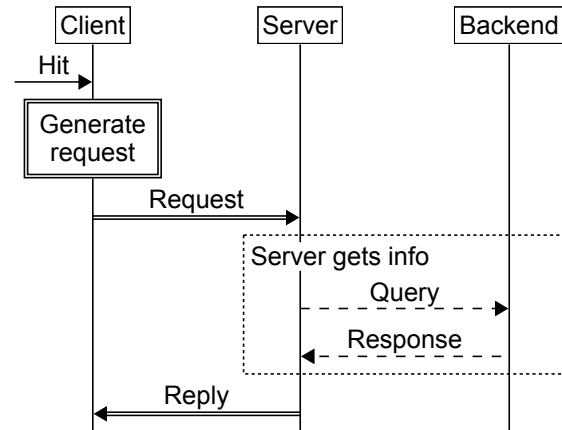 Client
Server
Backend
Hit
Generate
request
Request
Server gets info
Query
Response
Reply